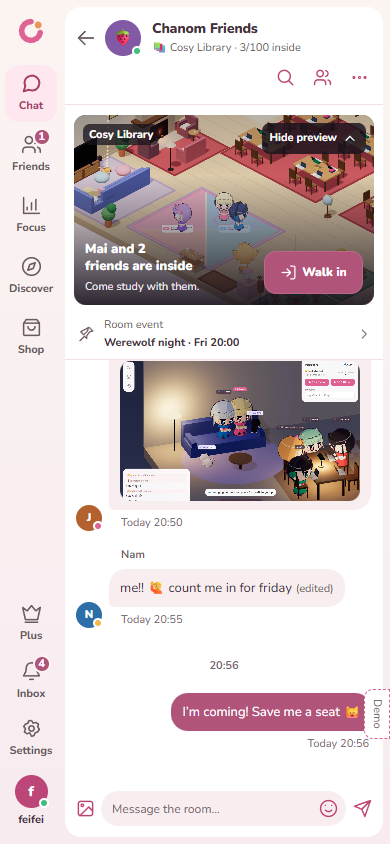 Chanom Friends
Cosy Library · 3/100 inside
Chat
1
Friends
Focus
Discover
Shop
Plus
4
Inbox
Settings
f
feifei
Cosy Library
Hide preview
Mai and 2
friends are inside
Come study with them.
Walk in
Room event
Werewolf night · Fri 20:00
J
Today 20:50
Nam
me!! count me in for friday (edited)
N
Today 20:55
20:56
I'm coming! Save me a seat
Demo
Today 20:56
Message the room...